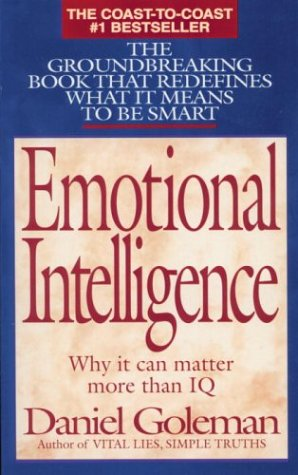 THE COAST-TO-COAST
#1 BESTSELLER
THE
GROUNDBREAKING
BOOK THAT REDEFINES
WHAT IT MEANS
TO BE SMART
Emotional
Intelligence
Why it can matter
more than IQ
Daniel Goleman
Author of VITAL LIES, SIMPLE TRUTHS